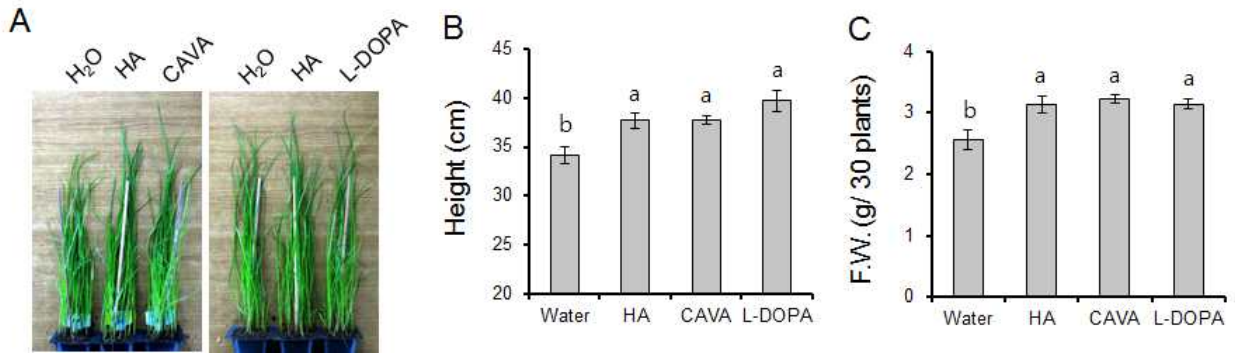 A
H₂O HA CAVA
H₂O HA L-DOPA
B
Height (cm)
45
40
35
30
25
20
b
a
a
a
Water HA CAVA L-DOPA
C
F.W. (g/ 30 plants)
4
3
2
1
0
b
a
a
a
Water HA CAVA L-DOPA